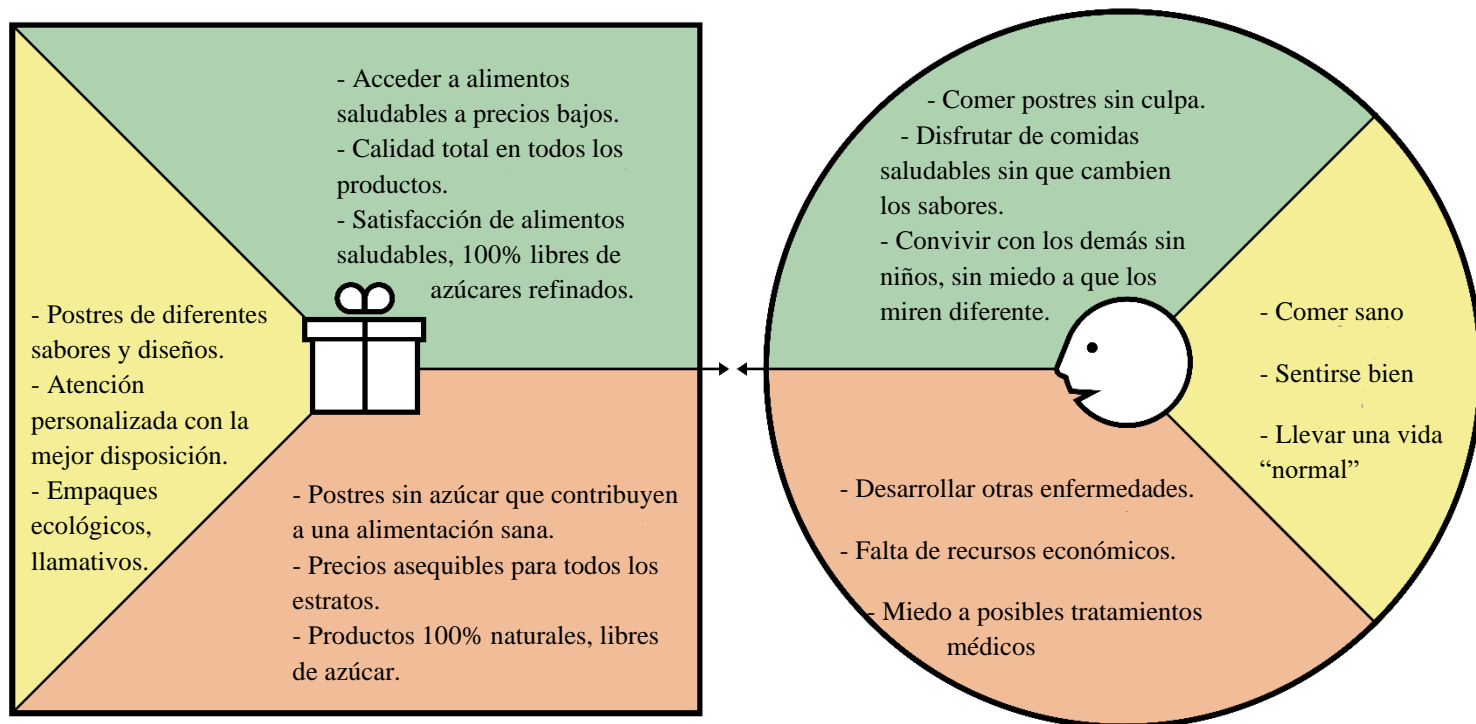 - Acceder a alimentos
saludables a precios bajos.
- Calidad total en todos los
productos.
- Satisfacción de alimentos
saludables, 100% libres de
azúcares refinados.
- Postres de diferentes
sabores y diseños.
- Atención
personalizada con la
mejor disposición.
- Empaques
ecológicos,
llamativos.
- Postres sin azúcar que contribuyen
a una alimentación sana.
- Precios asequibles para todos los
estratos.
- Productos 100% naturales, libres
de azúcar.
- Comer postres sin culpa.
- Disfrutar de comidas
saludables sin que cambien
los sabores.
- Convivir con los demás sin
niños, sin miedo a que los
miren diferente.
- Comer sano
- Sentirse bien
- Llevar una vida
“normal”
- Desarrollar otras enfermedades.
- Falta de recursos económicos.
- Miedo a posibles tratamientos
médicos